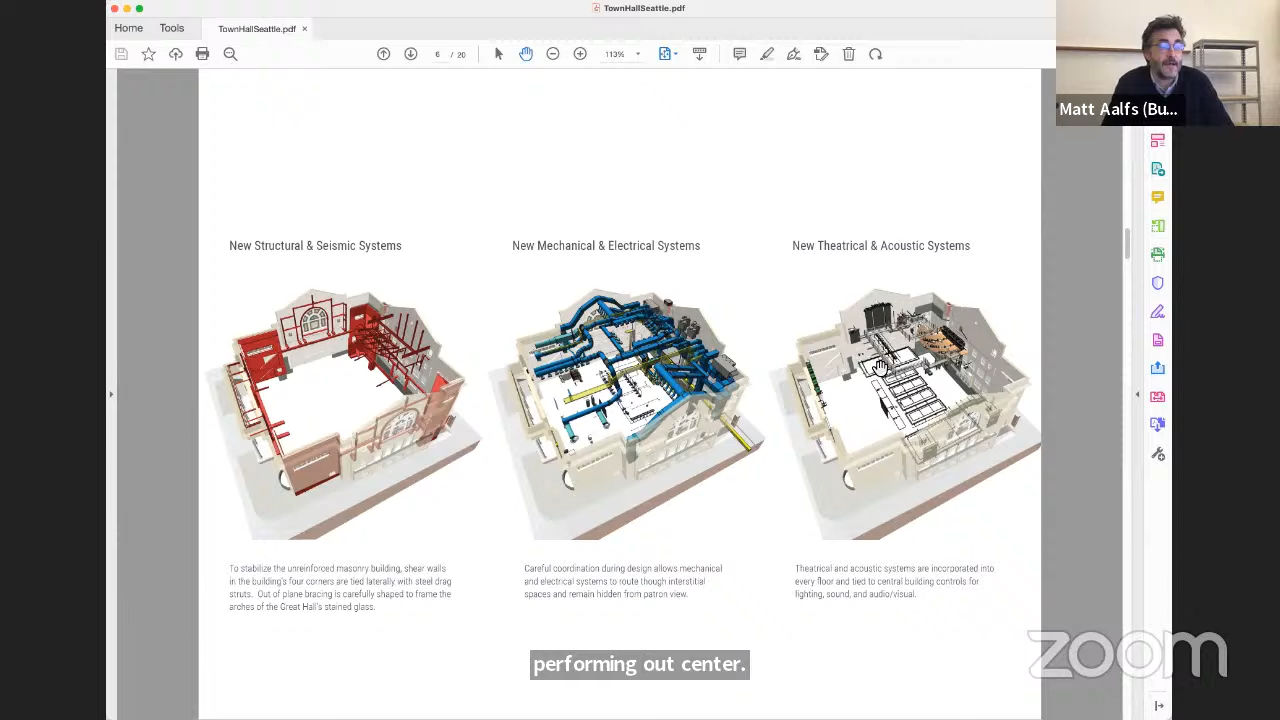 TownHallSeattle.pdf
Home Tools TownHallSeattle.pdf ×
6 / 20 113%
Matt Aalfs (Bu...
New Structural & Seismic Systems
New Mechanical & Electrical Systems
New Theatrical & Acoustic Systems
To stabilize the unreinforced masonry building, shear walls
in the building's four corners are tied laterally with steel drag
struts. Out of plane bracing is carefully shaped to frame the
arches of the Great Hall's stained glass.
Careful coordination during design allows mechanical
and electrical systems to route though interstitial
spaces and remain hidden from patron view.
Theatrical and acoustic systems are incorporated into
every floor and tied to central building controls for
lighting, sound, and audio/visual.
performing out center.
zoom